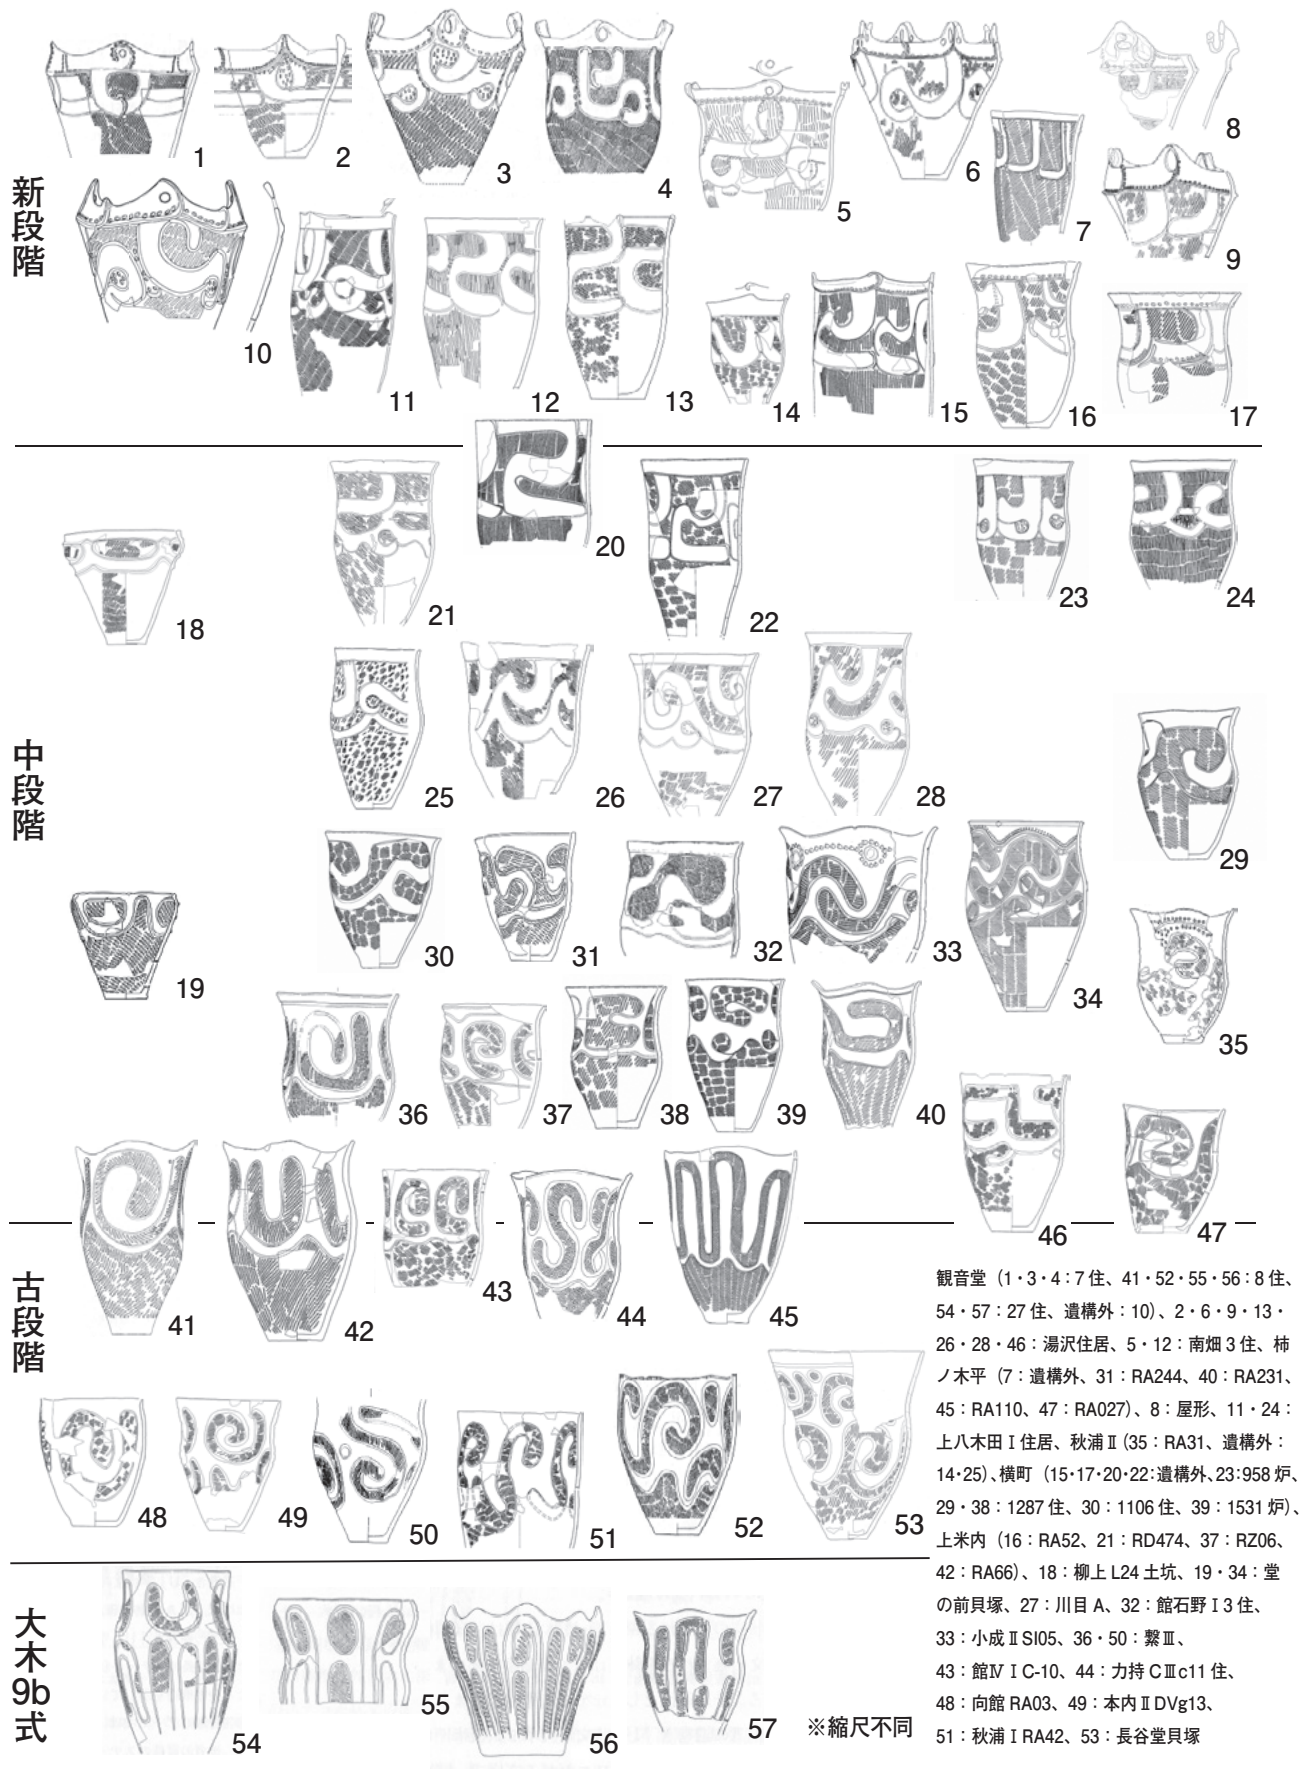 1
2
3
4
5
6
7
8
9
10
11
12
13
14
15
16
17
新段階
18
19
20
21
22
23
24
25
26
27
28
29
30
31
32
33
34
35
36
37
38
39
40
46
47
中段階
41
42
43
44
45
48
49
50
51
52
53
古段階
54
55
56
57
大木9b式
※縮尺不同
観音堂（1・3・4：7住、41・52・55・56：8住、
54・57：27住、遺構外：10）、2・6・9・13・
26・28・46：湯沢住居、5・12：南畑3住、柿
ノ木平（7：遺構外、31：RA244、40：RA231、
45：RA110、47：RA027）、8：屋形、11・24：
上八木田Ⅰ住居、秋浦Ⅱ（35：RA31、遺構外：
14・25）、横町（15・17・20・22：遺構外、23:958炉、
29・38：1287住、30：1106住、39：1531炉）、
上米内（16：RA52、21：RD474、37：RZ06、
42：RA66）、18：柳上L24土坑、19・34：堂
の前貝塚、27：川目A、32：館石野Ⅰ3住、
33：小成ⅡSI05、36・50：繋Ⅲ、
43：館ⅣⅠC-10、44：力持CⅢc11住、
48：向館RA03、49：本内ⅡDVg13、
51：秋浦ⅠRA42、53：長谷堂貝塚